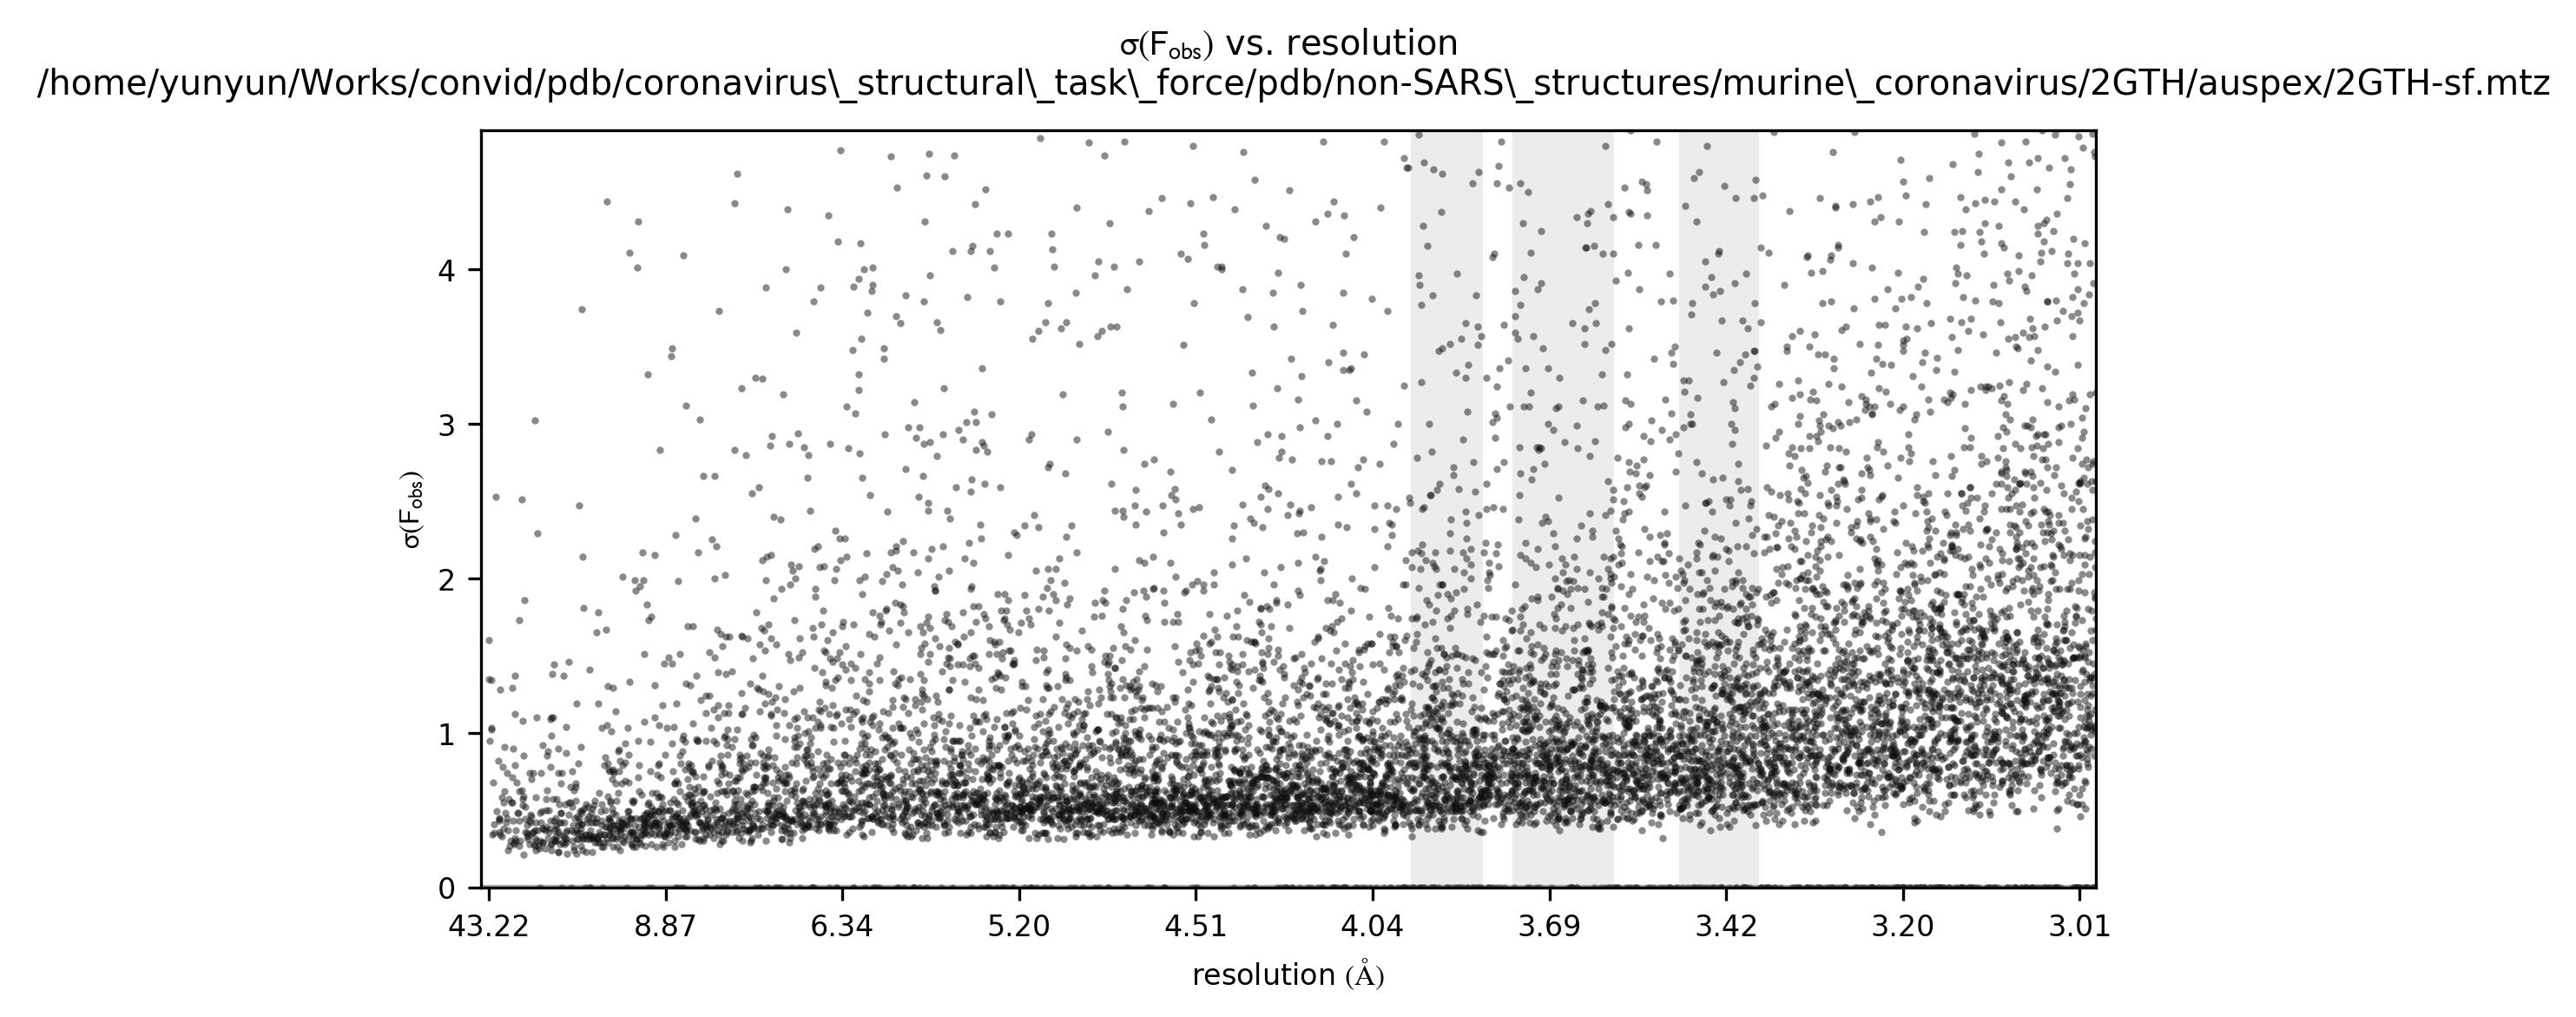 σ(Fobs) vs. resolution
/home/yunyun/Works/convid/pdb/coronavirus\_structural\_task\_force/pdb/non-SARS\_structures/murine\_coronavirus/2GTH/auspex/2GTH-sf.mtz
σ(Fobs)
4
3
2
1
0
43.22 8.87 6.34 5.20 4.51 4.04 3.69 3.42 3.20 3.01
resolution (Å)